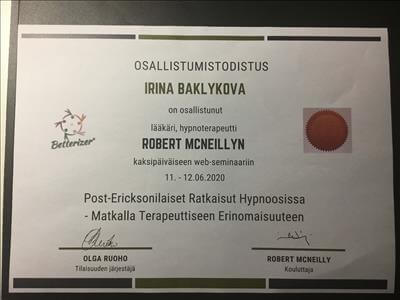 OSALLISTUMISTODISTUS
IRINA BAKLYKOVA
on osallistunut
lääkäri, hypnoterapeutti
ROBERT MCNEILLYN
kaksipäiväiseen web-seminaariin
11. - 12.06.2020
Betterizer®
Post-Ericksonilaiset Ratkaisut Hypnoosissa
- Matkalla Terapeuttiseen Erinomaisuuteen
OLGA RUOHO
Tilaisuuden järjestäjä
ROBERT MCNEILLY
Kouluttaja